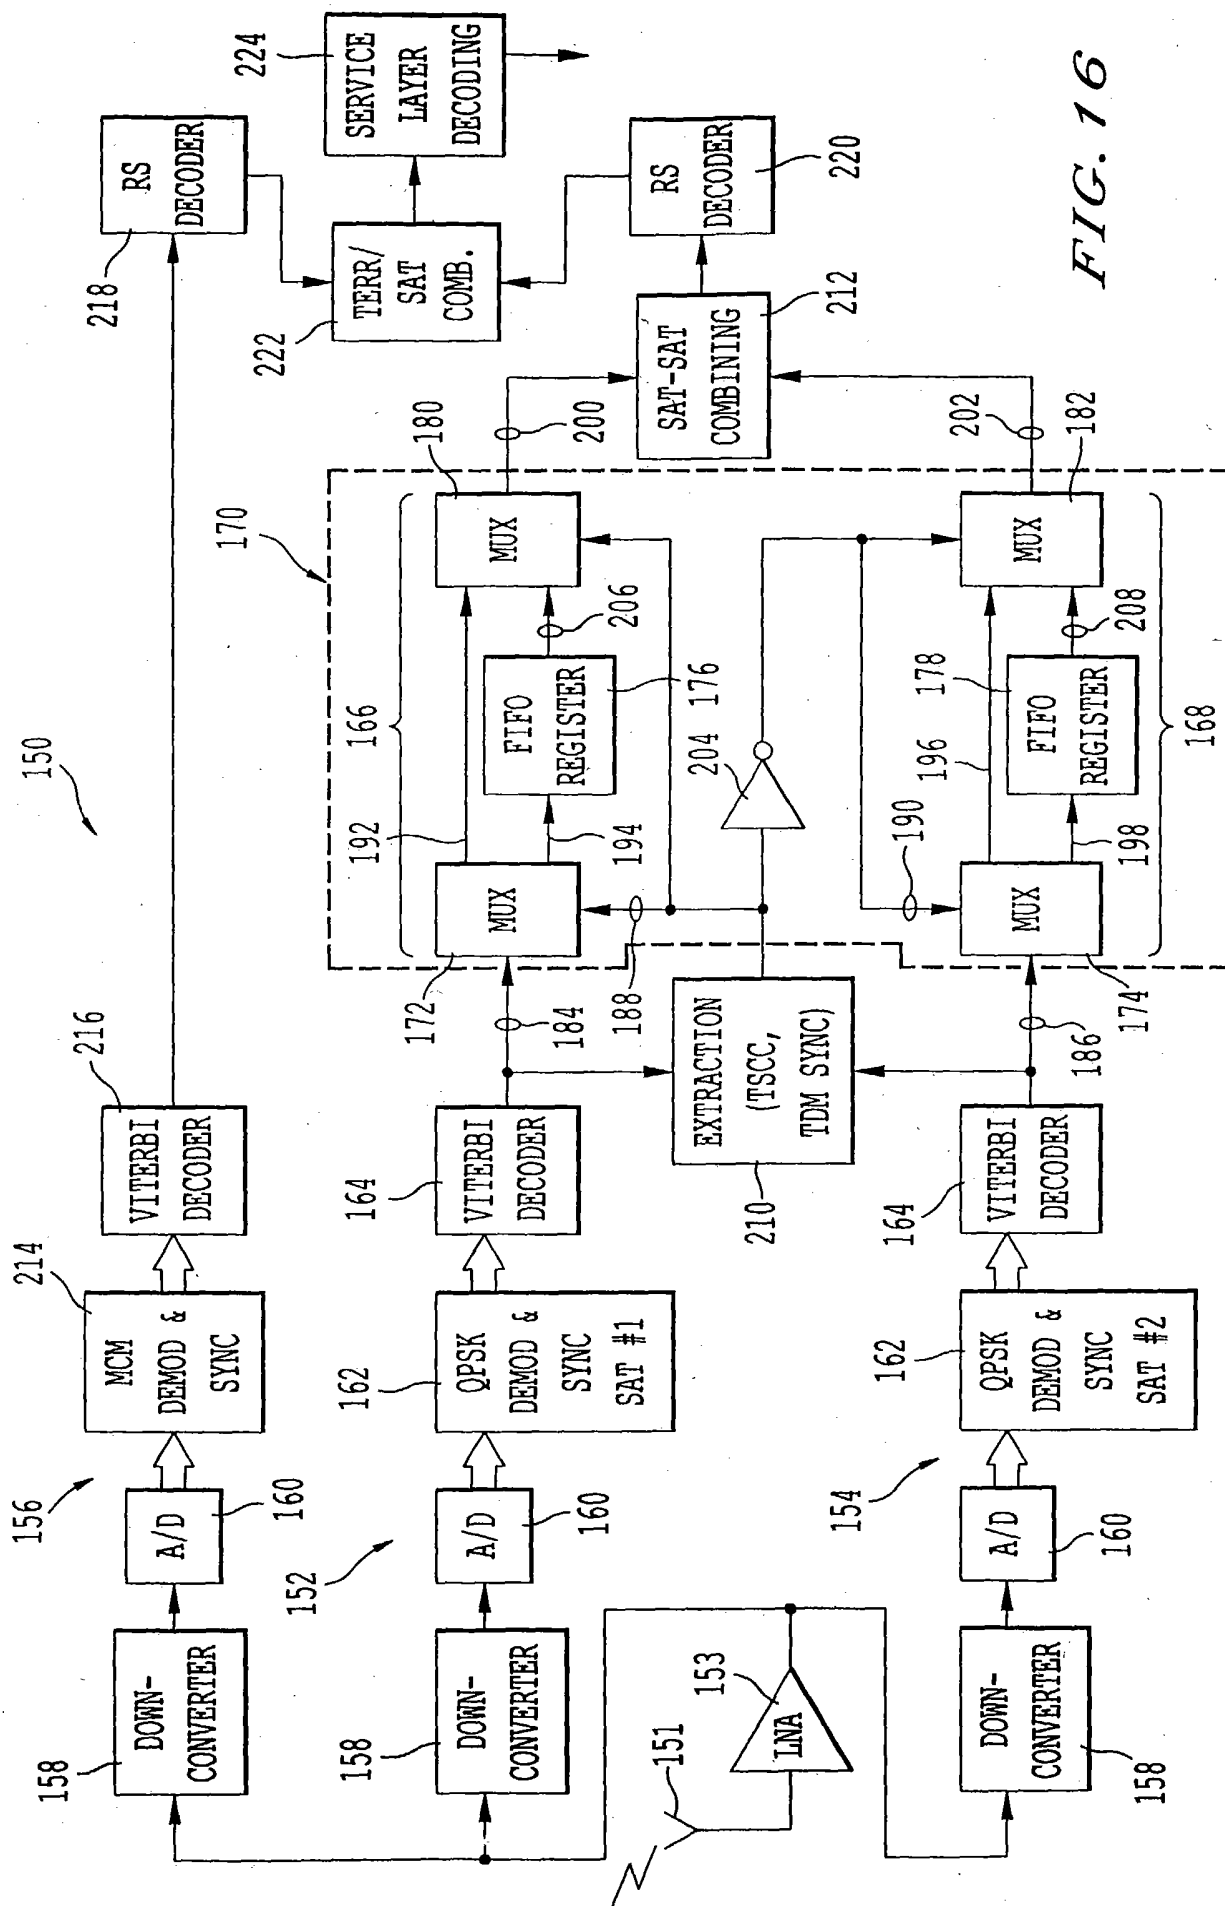 150
156
158
DOWN-
CONVERTER
A/D
160
214
MCM
DEMOD &
SYNC
216
VITERBI
DECODER
218
RS
DECODER
152
158
DOWN-
CONVERTER
A/D
160
162
QPSK
DEMOD &
SYNC
SAT #1
164
VITERBI
DECODER
184
170
166
172
MUX
192
194
FIFO
REGISTER
176
206
180
MUX
200
188
204
222
TERR/
SAT
COMB.
224
SERVICE
LAYER
DECODING
151
153
LNA
210
EXTRACTION
(TSCC,
TDM SYNC)
SAT-SAT
COMBINING
212
RS
DECODER
220
154
158
DOWN-
CONVERTER
A/D
160
162
QPSK
DEMOD &
SYNC
SAT #2
164
VITERBI
DECODER
186
174
MUX
190
196
198
178
FIFO
REGISTER
208
MUX
182
202
168
FIG. 16